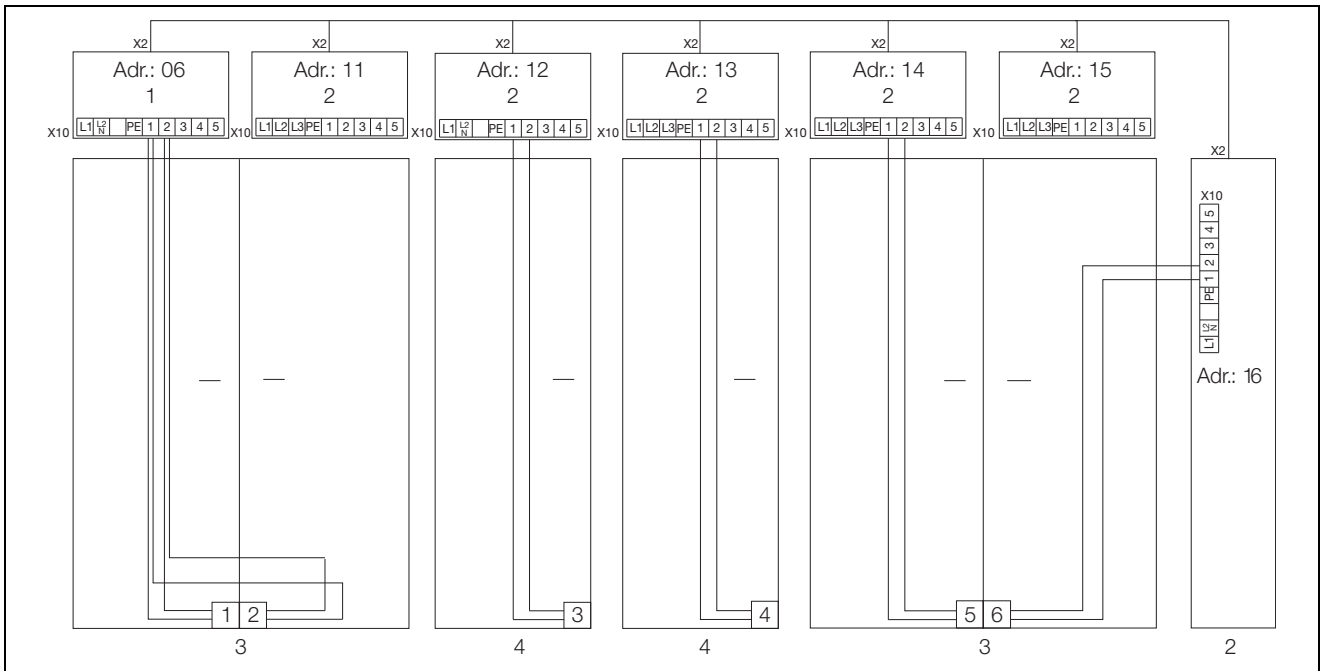 X2 X2 X2 X2 X2 X2
Adr.: 06 Adr.: 11 Adr.: 12 Adr.: 13 Adr.: 14 Adr.: 15
1 2 2 2 2 2
X10 L1 L2 N PE 1 2 3 4 5
X10 L1 L2 L3 PE 1 2 3 4 5
X10 L1 L2 N PE 1 2 3 4 5
X10 L1 L2 L3 PE 1 2 3 4 5
X10 L1 L2 L3 PE 1 2 3 4 5
X10 L1 L2 L3 PE 1 2 3 4 5
X2
X10
L1 L2 N PE 1 2 3 4 5
Adr.: 16
1 2 3 4 5 6
3 4 4 3 2